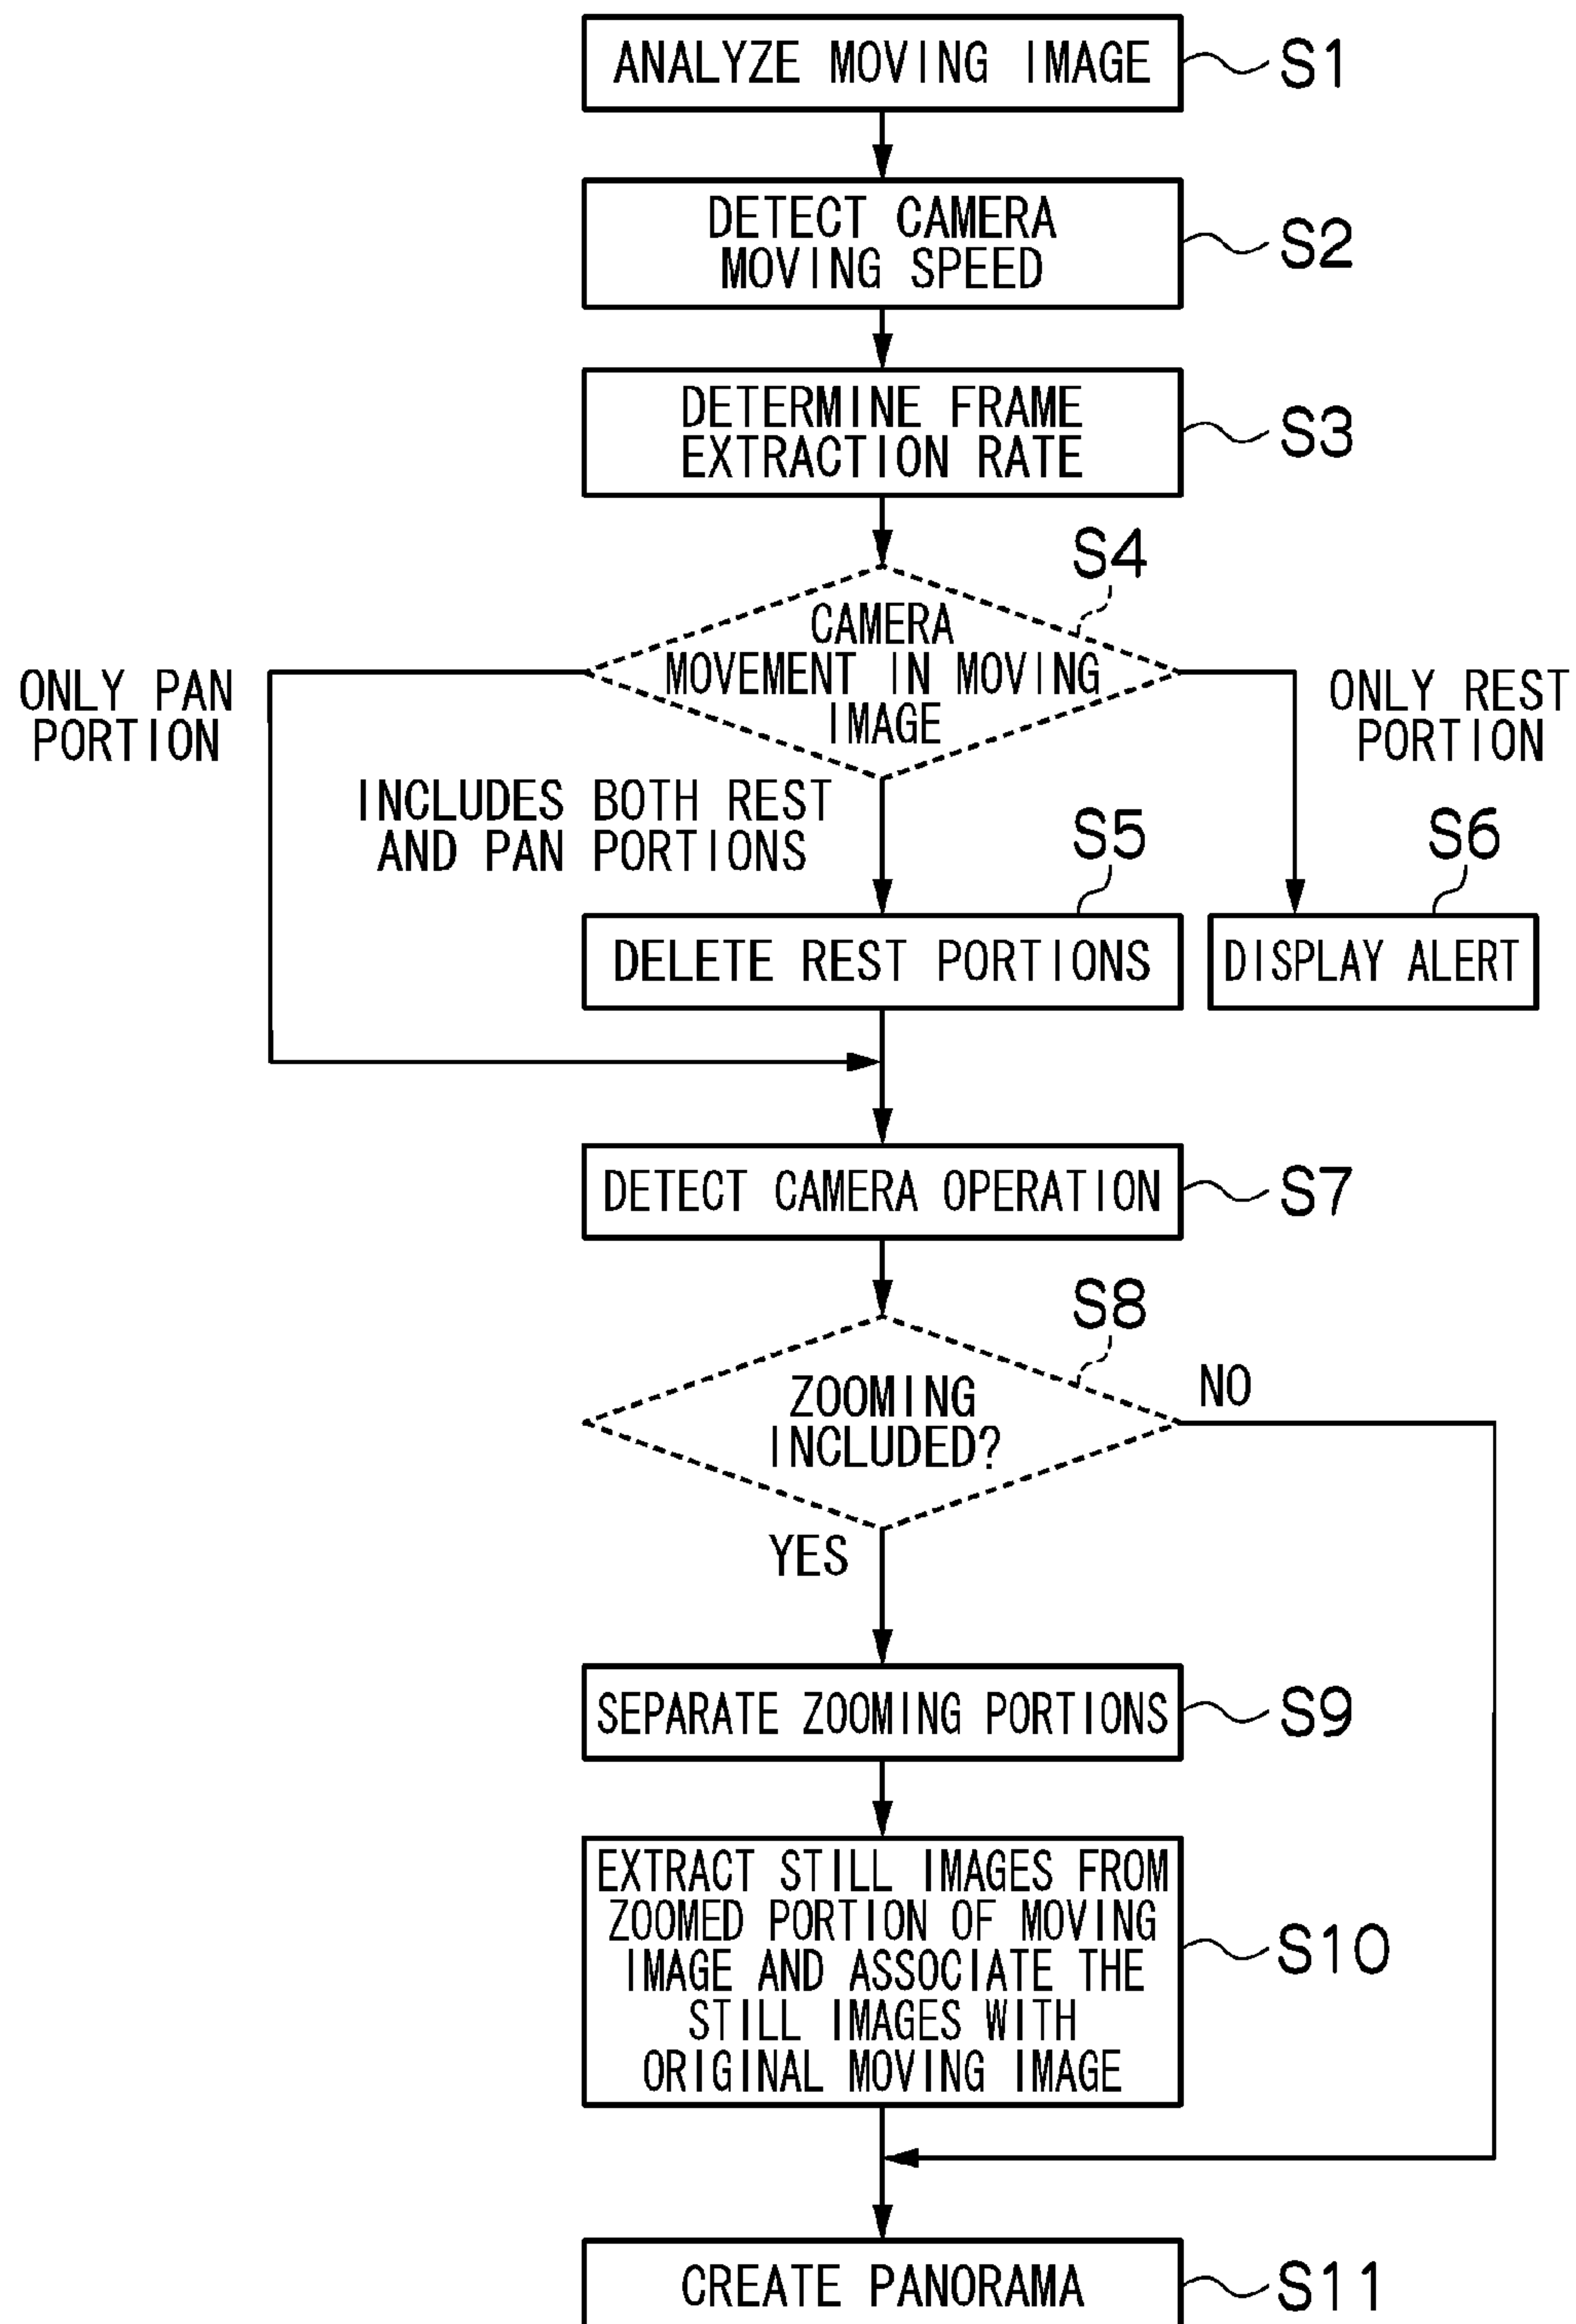 ANALYZE MOVING IMAGE
S1
DETECT CAMERA
MOVING SPEED
S2
DETERMINE FRAME
EXTRACTION RATE
S3
S4
CAMERA
MOVEMENT IN MOVING
IMAGE
ONLY PAN
PORTION
ONLY REST
PORTION
INCLUDES BOTH REST
AND PAN PORTIONS
S5
S6
DELETE REST PORTIONS
DISPLAY ALERT
DETECT CAMERA OPERATION
S7
S8
ZOOMING
INCLUDED?
NO
YES
SEPARATE ZOOMING PORTIONS
S9
EXTRACT STILL IMAGES FROM
ZOOMED PORTION OF MOVING
IMAGE AND ASSOCIATE THE
STILL IMAGES WITH
ORIGINAL MOVING IMAGE
S10
CREATE PANORAMA
S11